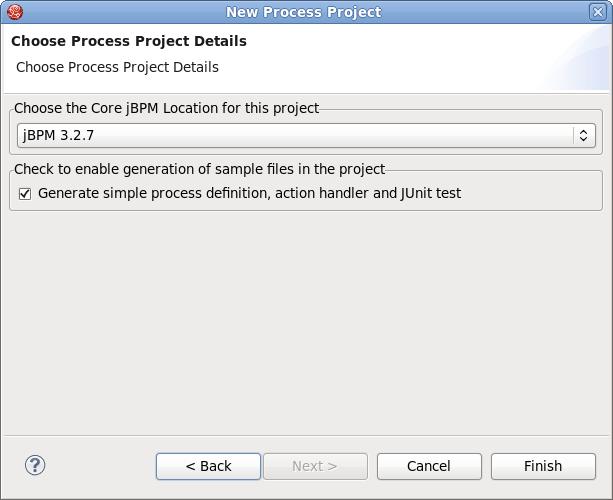 New Process Project
Choose Process Project Details
Choose Process Project Details
Choose the Core jBPM Location for this project
jBPM 3.2.7
Check to enable generation of sample files in the project
Generate simple process definition, action handler and JUnit test
?
< Back
Next >
Cancel
Finish